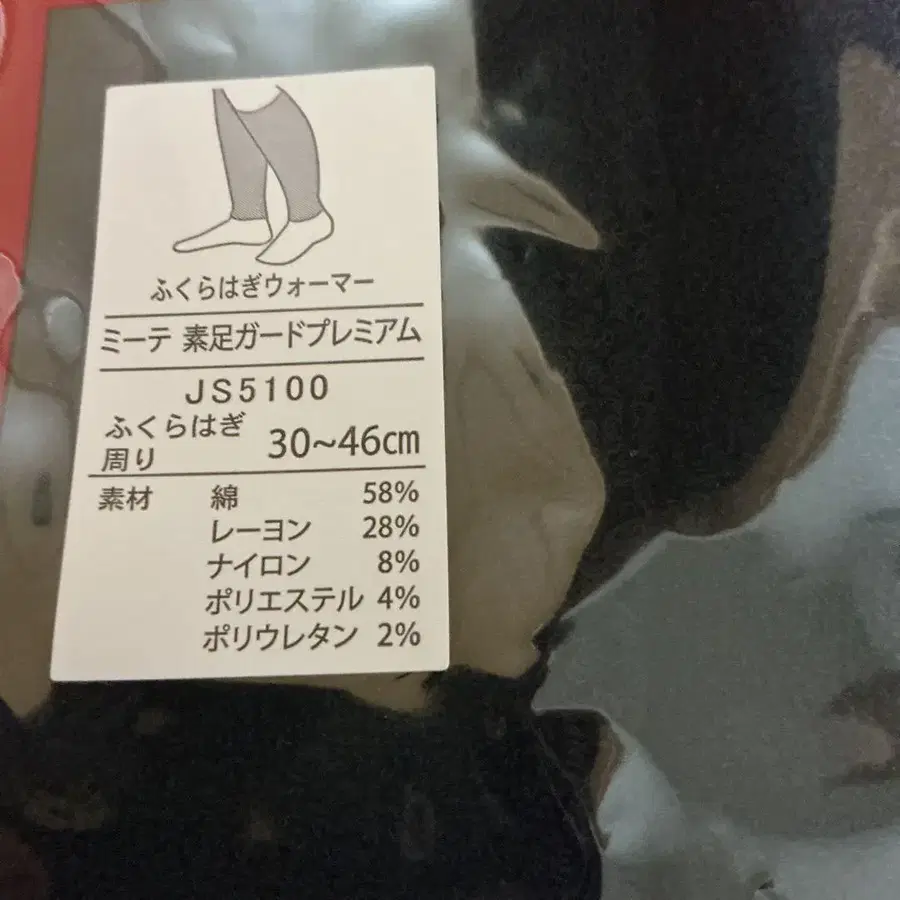 ふくらはぎウォーマー
ミーテ 素足ガードプレミアム
JS5100
ふくらはぎ
周り 30~46cm
素材 綿 58%
レーヨン 28%
ナイロン 8%
ポリエステル 4%
ポリウレタン 2%